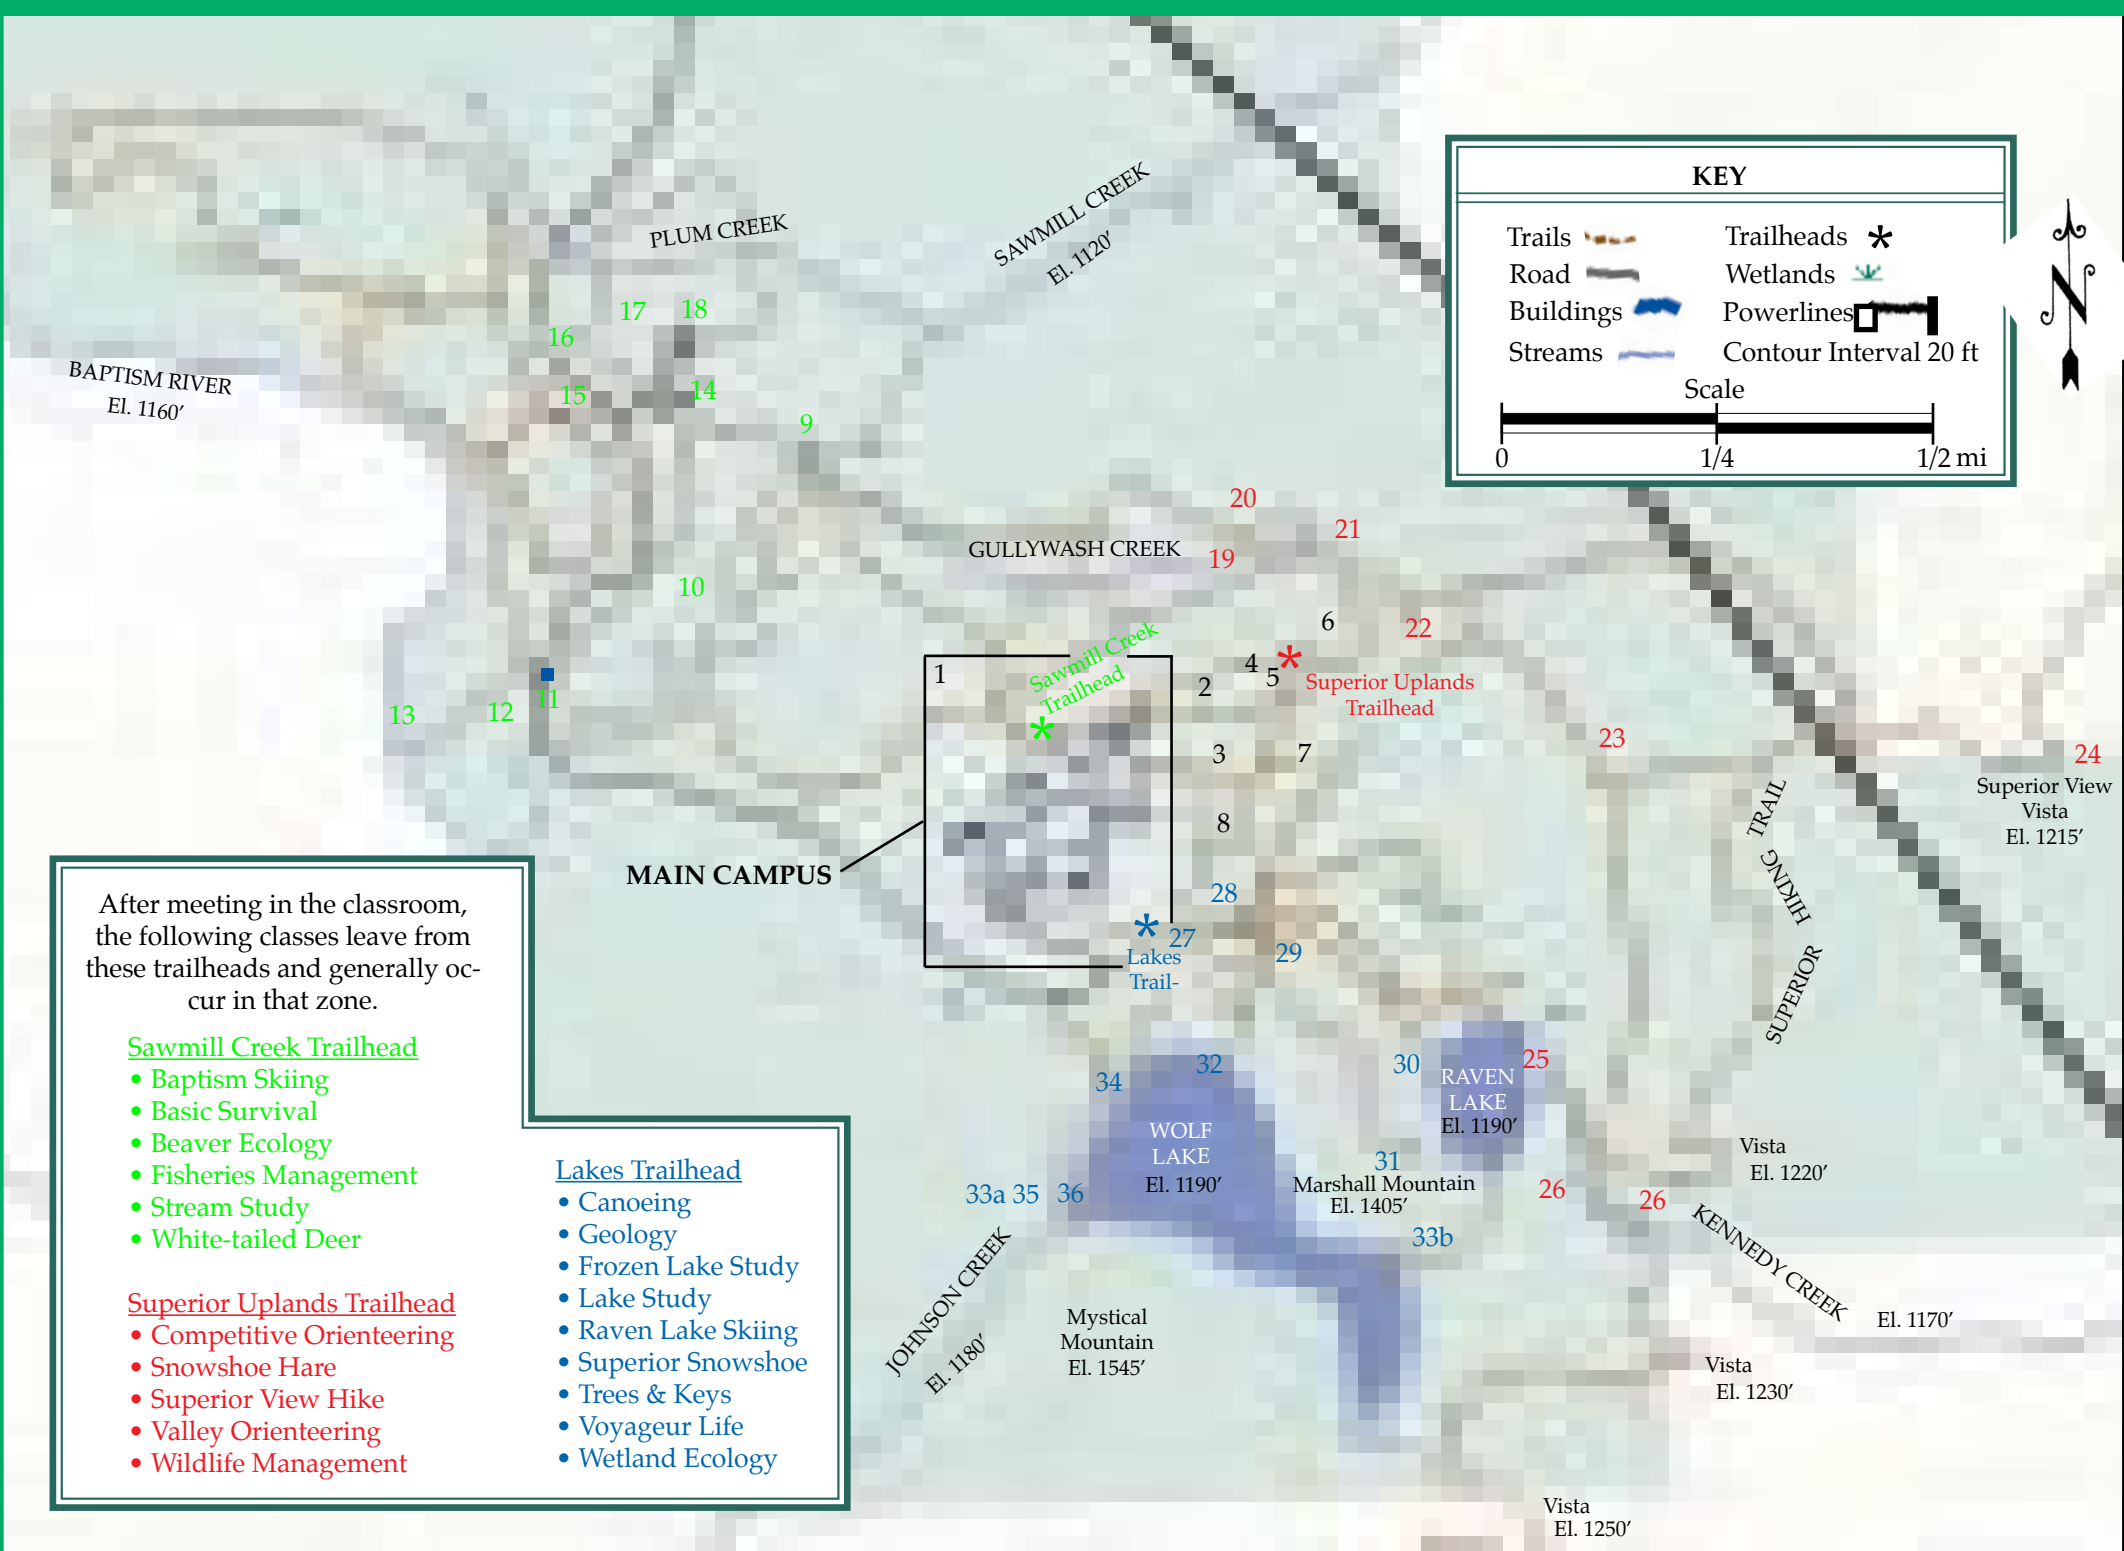 KEY
Trails
Trailheads *
Road
Wetlands
Buildings
Powerlines
Streams
Contour Interval 20 ft
Scale
0 1/4 1/2 mi
N
PLUM CREEK
SAWMILL CREEK
El. 1120′
BAPTISM RIVER
El. 1160′
17
18
16
15
14
9
20
21
GULLYWASH CREEK
19
10
6
22
Sawmill Creek
Trailhead
*
1
2
4
5
*
Superior Uplands
Trailhead
13
12
11
3
7
23
24
Superior View
Vista
El. 1215′
8
MAIN CAMPUS
28
*
27
Lakes
Trail-
29
SUPERIOR
HIKING
TRAIL
34
32
30
25
RAVEN
LAKE
El. 1190′
WOLF
LAKE
El. 1190′
31
Marshall Mountain
El. 1405′
33a 35 36
33b
26
26
Vista
El. 1220′
KENNEDY CREEK
El. 1170′
JOHNSON CREEK
El. 1180′
Mystical
Mountain
El. 1545′
Vista
El. 1230′
Vista
El. 1250′
After meeting in the classroom,
the following classes leave from
these trailheads and generally oc-
cur in that zone.
Sawmill Creek Trailhead
• Baptism Skiing
• Basic Survival
• Beaver Ecology
• Fisheries Management
• Stream Study
• White-tailed Deer
Superior Uplands Trailhead
• Competitive Orienteering
• Snowshoe Hare
• Superior View Hike
• Valley Orienteering
• Wildlife Management
Lakes Trailhead
• Canoeing
• Geology
• Frozen Lake Study
• Lake Study
• Raven Lake Skiing
• Superior Snowshoe
• Trees & Keys
• Voyageur Life
• Wetland Ecology